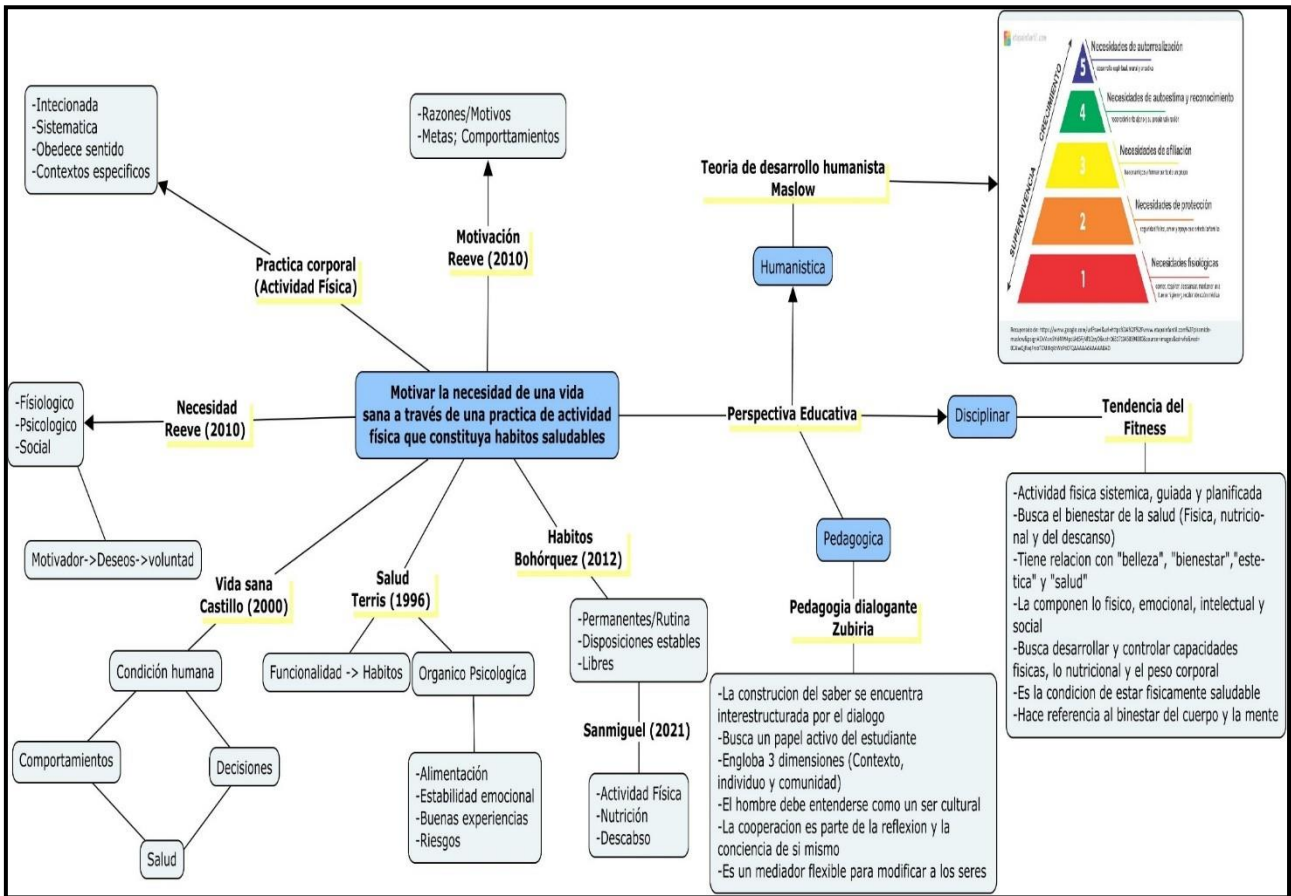 -Intecionada
-Sistematica
-Obedece sentido
-Contextos especificos
-Razones/Motivos
-Metas; Comporttamientos
Practica corporal
(Actividad Física)
Motivación
Reeve (2010)
Teoria de desarrollo humanista
Maslow
Humanistica
SUPERVIVENCIA
CRECIMIENTO
5
Necesidades de autorrealización
4
Necesidades de autoestima y reconocimiento
3
Necesidades de afiliación
2
Necesidades de protección
1
Necesidades fisiológicas
-Físiologico
-Psicologico
-Social
Necesidad
Reeve (2010)
Motivar la necesidad de una vida
sana a través de una practica de actividad
física que constituya habitos saludables
Perspectiva Educativa
Disciplinar
Tendencia del
Fitness
Motivador->Deseos->voluntad
Vida sana
Castillo (2000)
Salud
Terris (1996)
Habitos
Bohórquez (2012)
Pedagogica
-Actividad fisica sistemica, guiada y planificada
-Busca el bienestar de la salud (Fisica, nutricio-
nal y del descanso)
-Tiene relacion con "belleza", "bienestar","este-
tica" y "salud"
-La componen lo fisico, emocional, intelectual y
social
-Busca desarrollar y controlar capacidades
fisicas, lo nutricional y el peso corporal
-Es la condicion de estar fisicamente saludable
-Hace referencia al binestar del cuerpo y la mente
Condición humana
Comportamientos
Decisiones
Salud
Funcionalidad -> Habitos
Organico Psicologíca
-Alimentación
-Estabilidad emocional
-Buenas experiencias
-Riesgos
-Permanentes/Rutina
-Disposiciones estables
-Libres
Sanmiguel (2021)
-Actividad Física
-Nutrición
-Descabso
Pedagogia dialogante
Zubiria
-La construcion del saber se encuentra
interestructurada por el dialogo
-Busca un papel activo del estudiante
-Engloba 3 dimensiones (Contexto,
individuo y comunidad)
-El hombre debe entenderse como un ser cultural
-La cooperacion es parte de la reflexion y la
conciencia de si mismo
-Es un mediador flexible para modificar a los seres